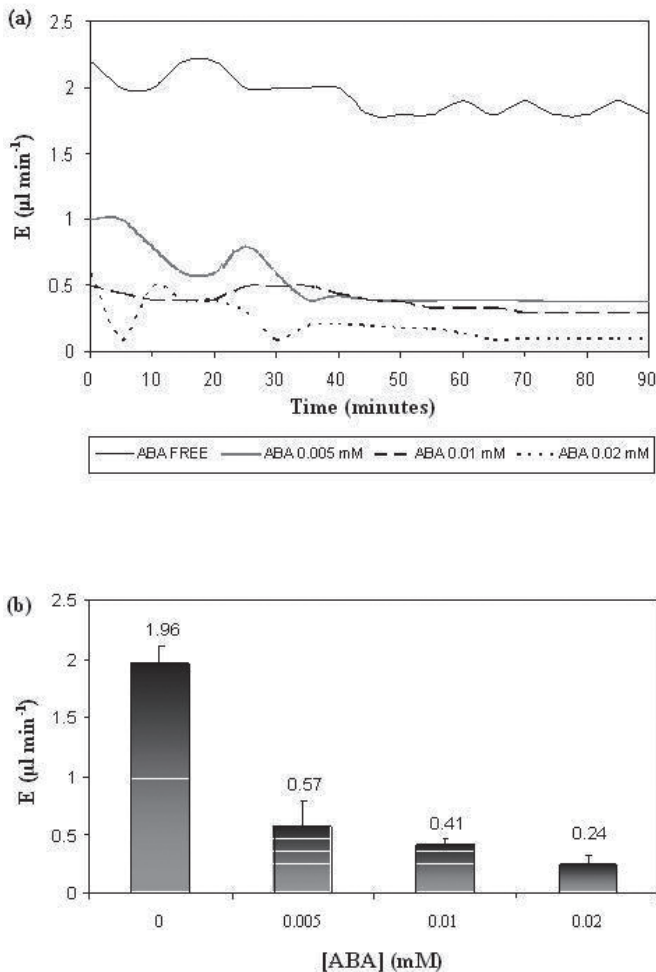 (a)
2.5
2
1.5
1
0.5
0
E (µl min⁻¹)
0 10 20 30 40 50 60 70 80 90
Time (minutes)
ABA FREE ABA 0.005 mM ABA 0.01 mM ABA 0.02 mM
(b)
2.5
2
1.5
1
0.5
0
E (µl min⁻¹)
1.96
0.57
0.41
0.24
0 0.005 0.01 0.02
[ABA] (mM)